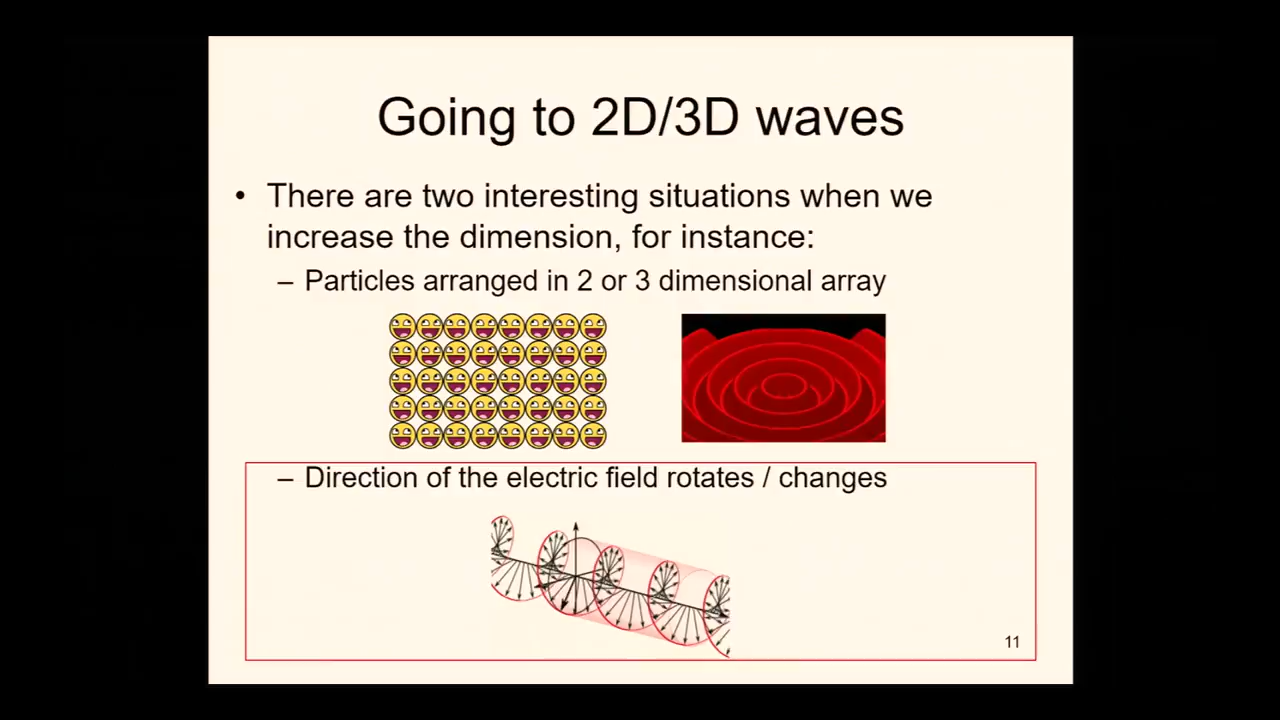 Going to 2D/3D waves
• There are two interesting situations when we
increase the dimension, for instance:
– Particles arranged in 2 or 3 dimensional array
– Direction of the electric field rotates / changes
11